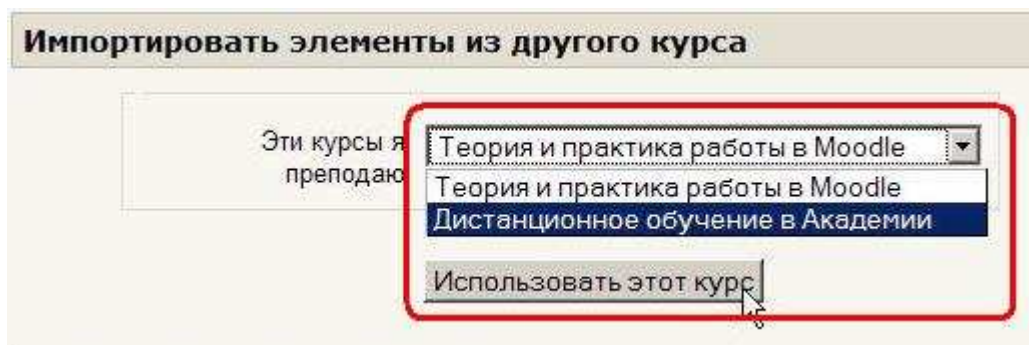 Импортировать элементы из другого курса
Эти курсы я Теория и практика работы в Moodle
преподаю Теория и практика работы в Moodle
Дистанционное обучение в Академии
Использовать этот курс